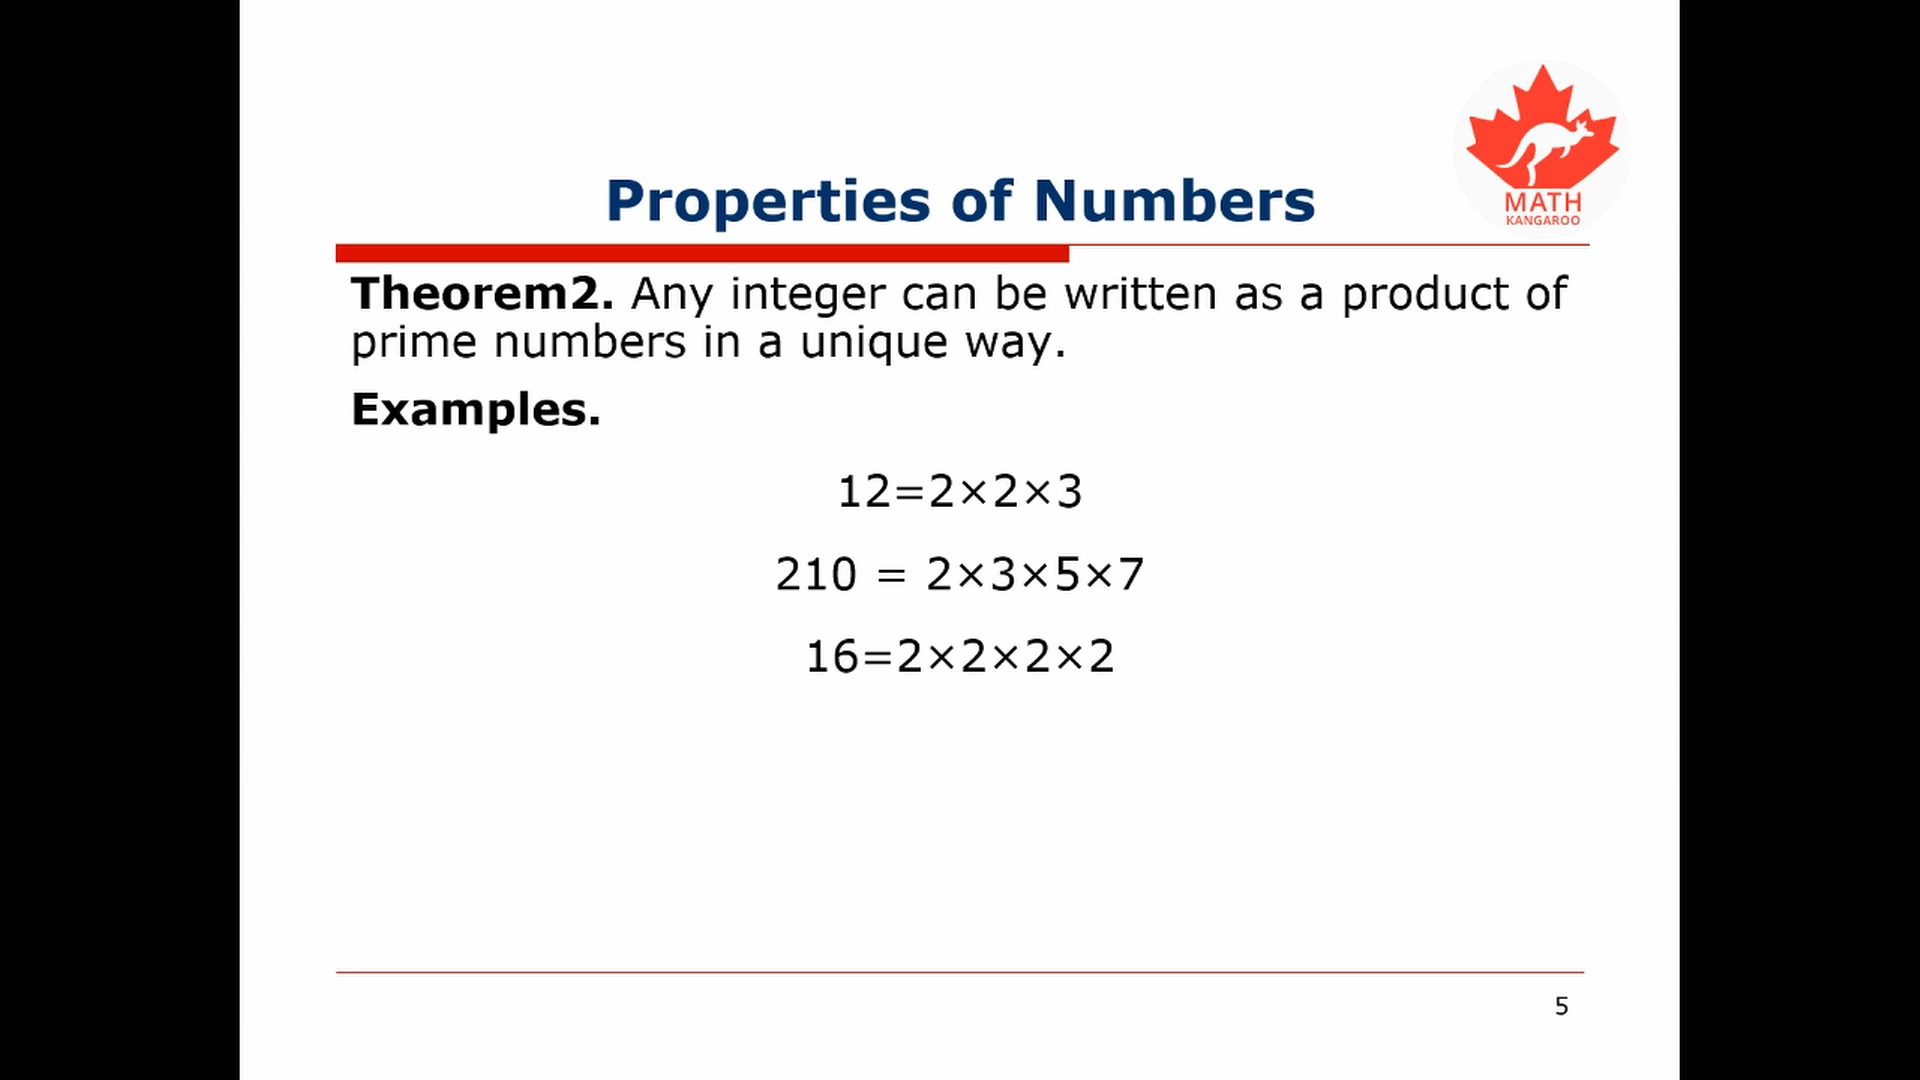 MATH
KANGAROO
Properties of Numbers
Theorem2. Any integer can be written as a product of
prime numbers in a unique way.
Examples.
12=2×2×3
210 = 2×3×5×7
16=2×2×2×2
5